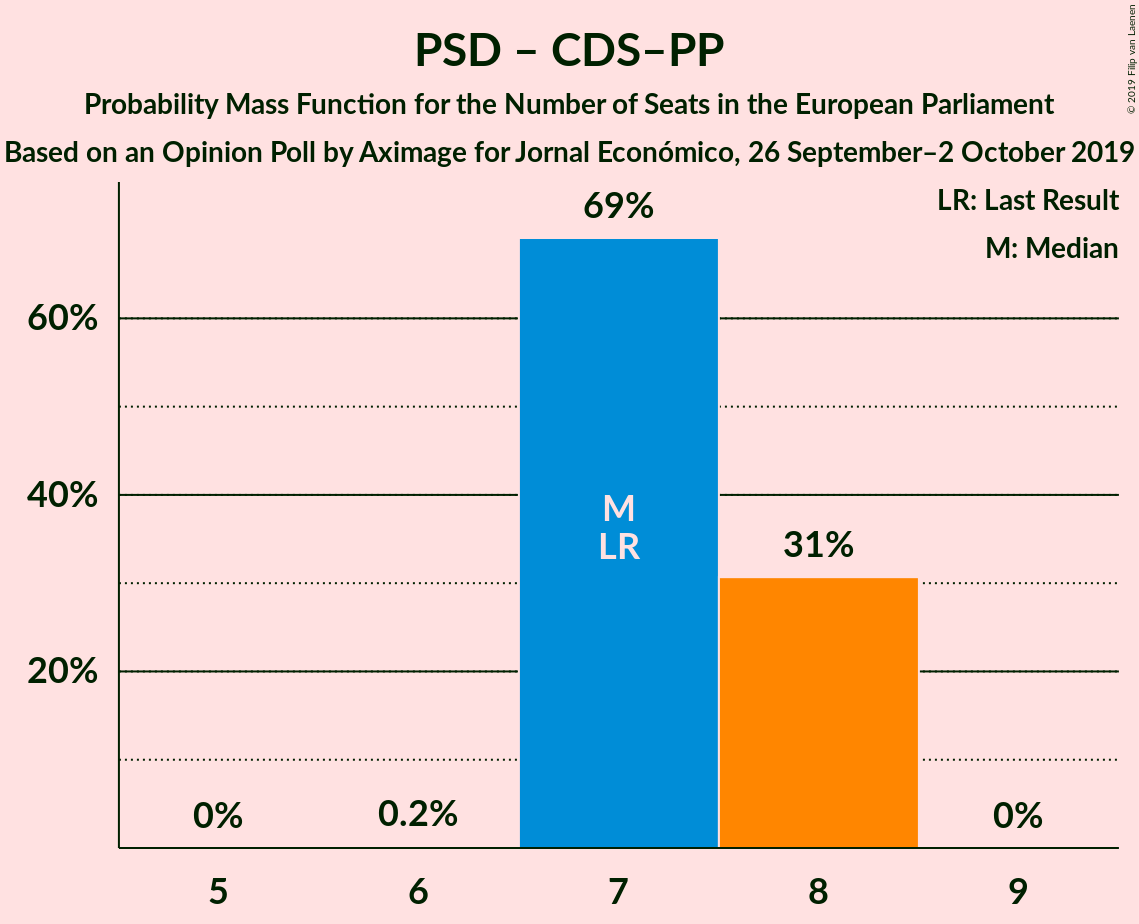 PSD – CDS–PP
Probability Mass Function for the Number of Seats in the European Parliament
Based on an Opinion Poll by Aximage for Jornal Económico, 26 September–2 October 2019
© 2019 Filip van Laenen
LR: Last Result
M: Median
69%
60%
40%
M
LR
31%
20%
0%
0.2%
0%
5
6
7
8
9